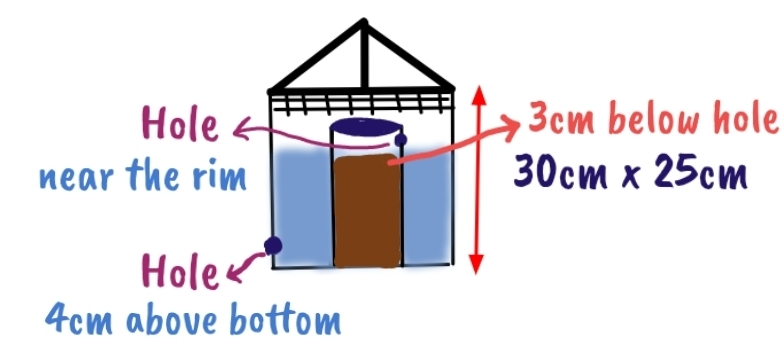 Hole
near the rim
3cm below hole
30cm x 25cm
Hole
4cm above bottom